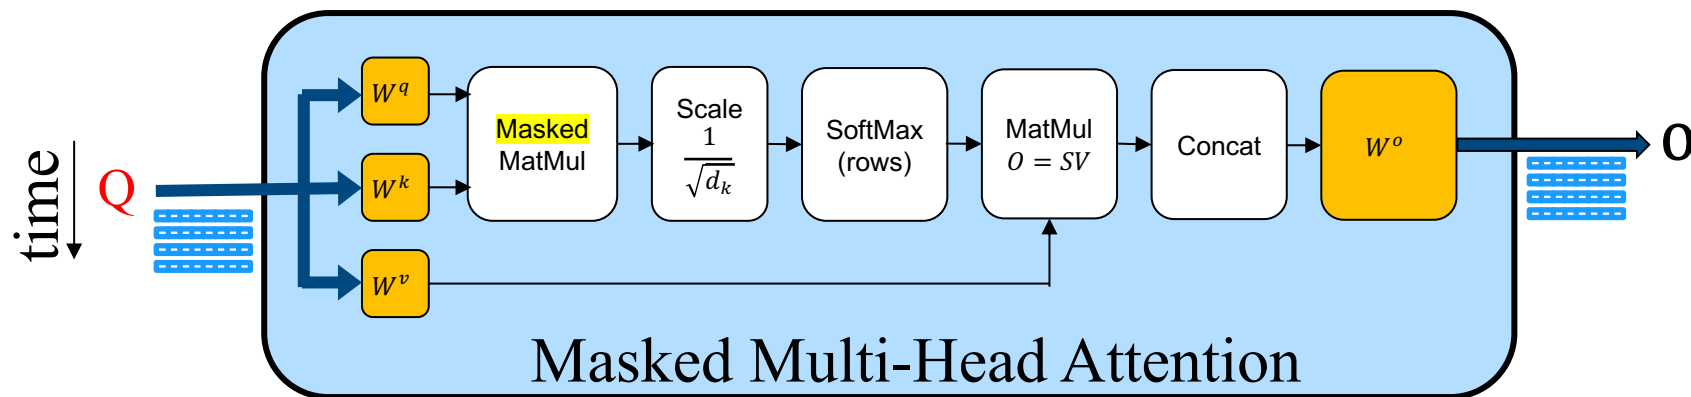 time
Q
W^q
W^k
W^v
Masked
MatMul
Scale
1
√d_k
SoftMax
(rows)
MatMul
O = SV
Concat
W^o
O
Masked Multi-Head Attention